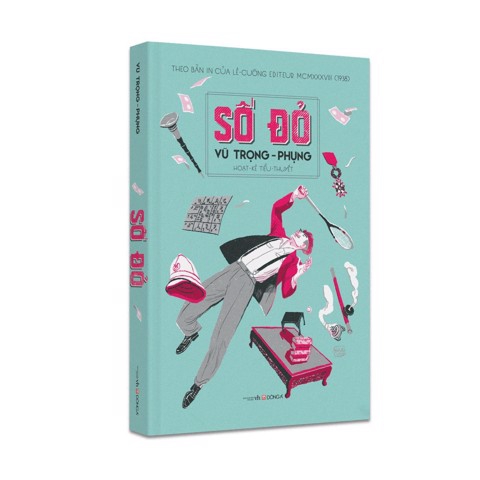 THEO BẢN IN CỦA LÊ-CƯỜNG EDITEUR MCMXXXVIII (1938)
SỐ ĐỎ
VŨ TRỌNG-PHỤNG
HOẠT-KÊ TIỂU-THUYẾT
ĐÔNG A
VŨ TRỌNG-PHỤNG
SỐ ĐỎ